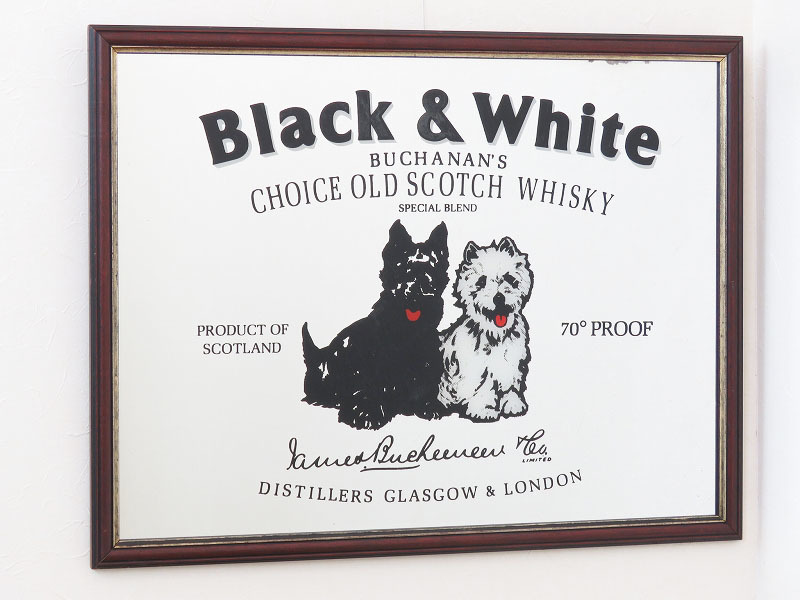 Black & White
BUCHANAN'S
CHOICE OLD SCOTCH WHISKY
SPECIAL BLEND
PRODUCT OF
SCOTLAND
70° PROOF
James Buchanan & Co.
LIMITED
DISTILLERS GLASGOW & LONDON